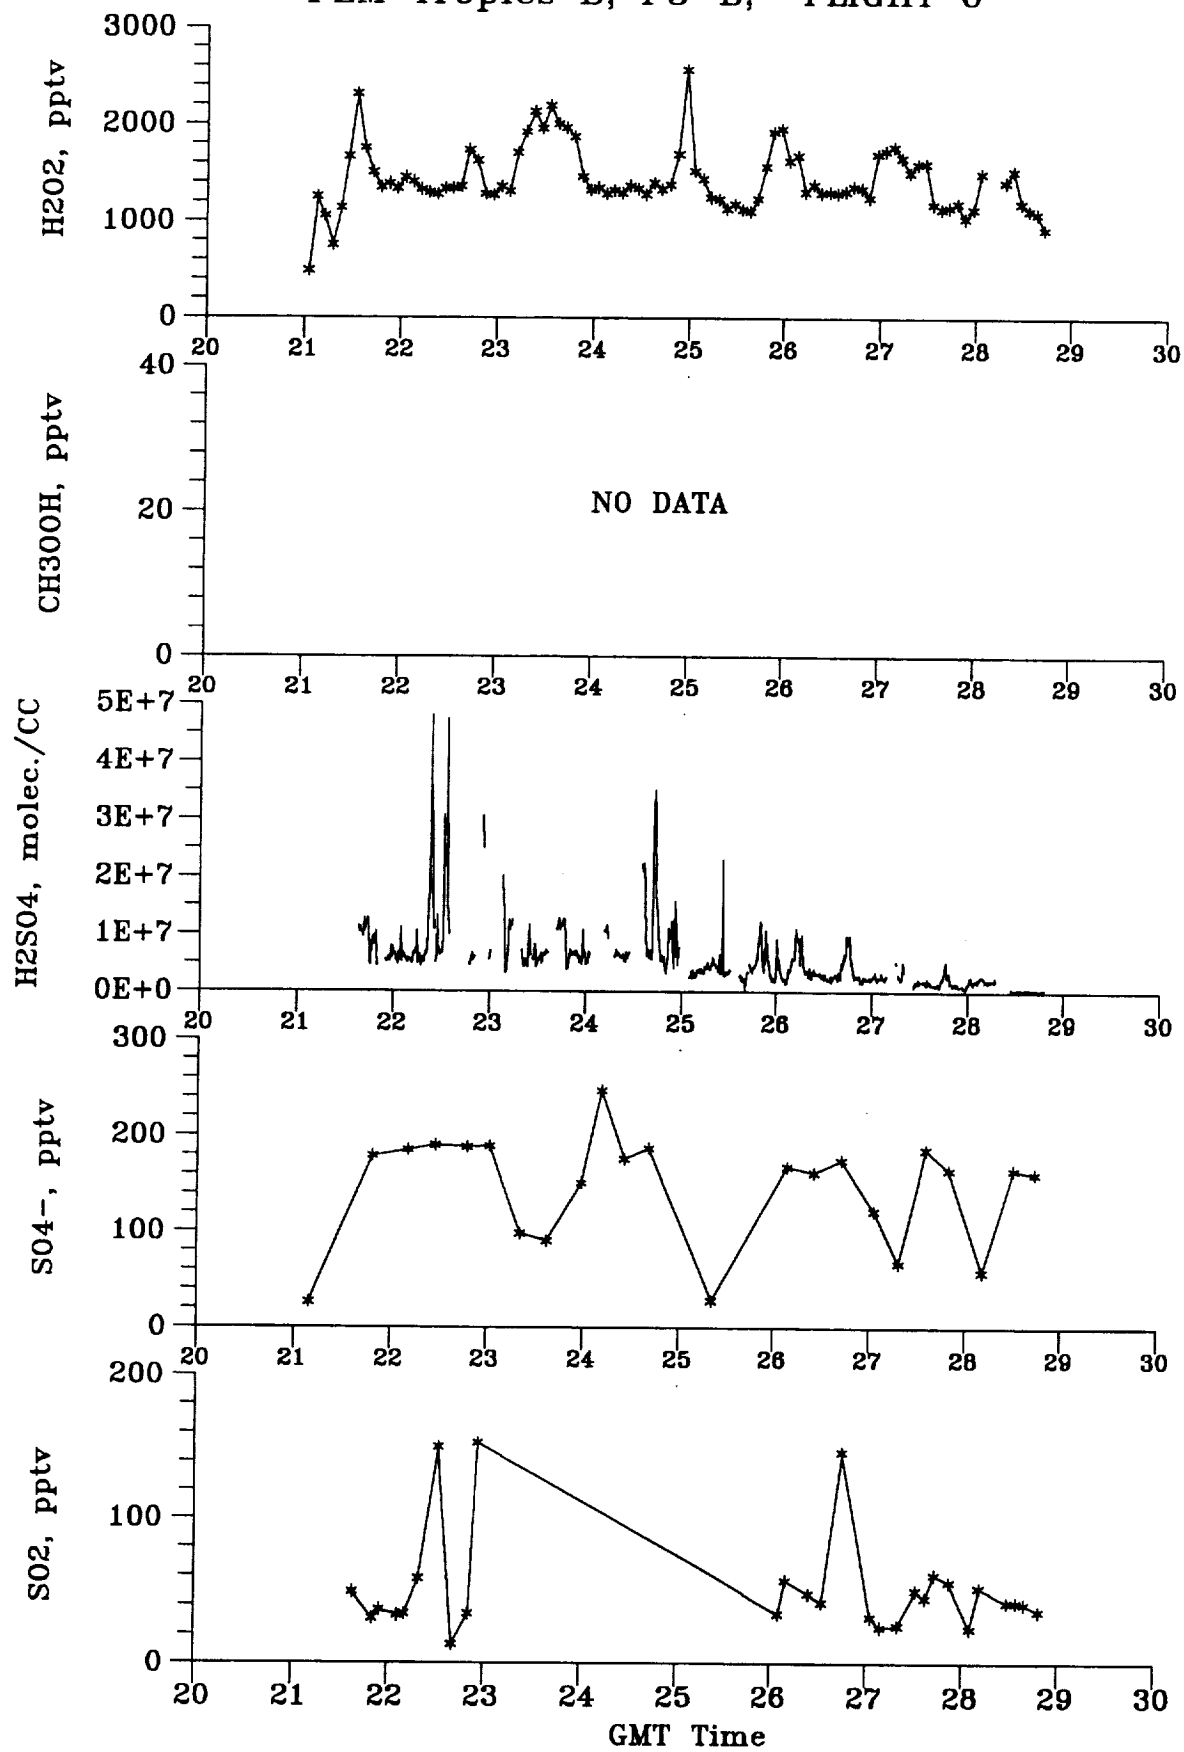 3000
2000
1000
0
H2O2, pptv
20 21 22 23 24 25 26 27 28 29 30
40
20
0
CH3OOH, pptv
NO DATA
20 21 22 23 24 25 26 27 28 29 30
5E+7
4E+7
3E+7
2E+7
1E+7
0E+0
H2SO4, molec./CC
20 21 22 23 24 25 26 27 28 29 30
300
200
100
0
SO4-, pptv
20 21 22 23 24 25 26 27 28 29 30
200
100
0
SO2, pptv
20 21 22 23 24 25 26 27 28 29 30
GMT Time